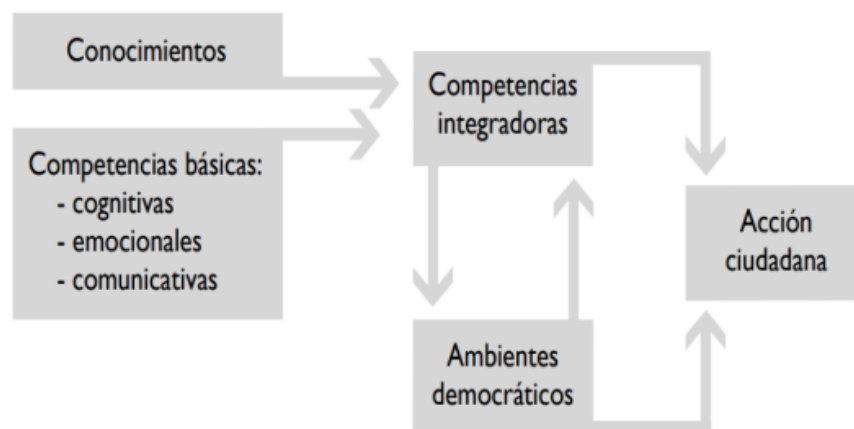 Conocimientos
Competencias básicas:
- cognitivas
- emocionales
- comunicativas
Competencias
integradoras
Ambientes
democráticos
Acción
ciudadana